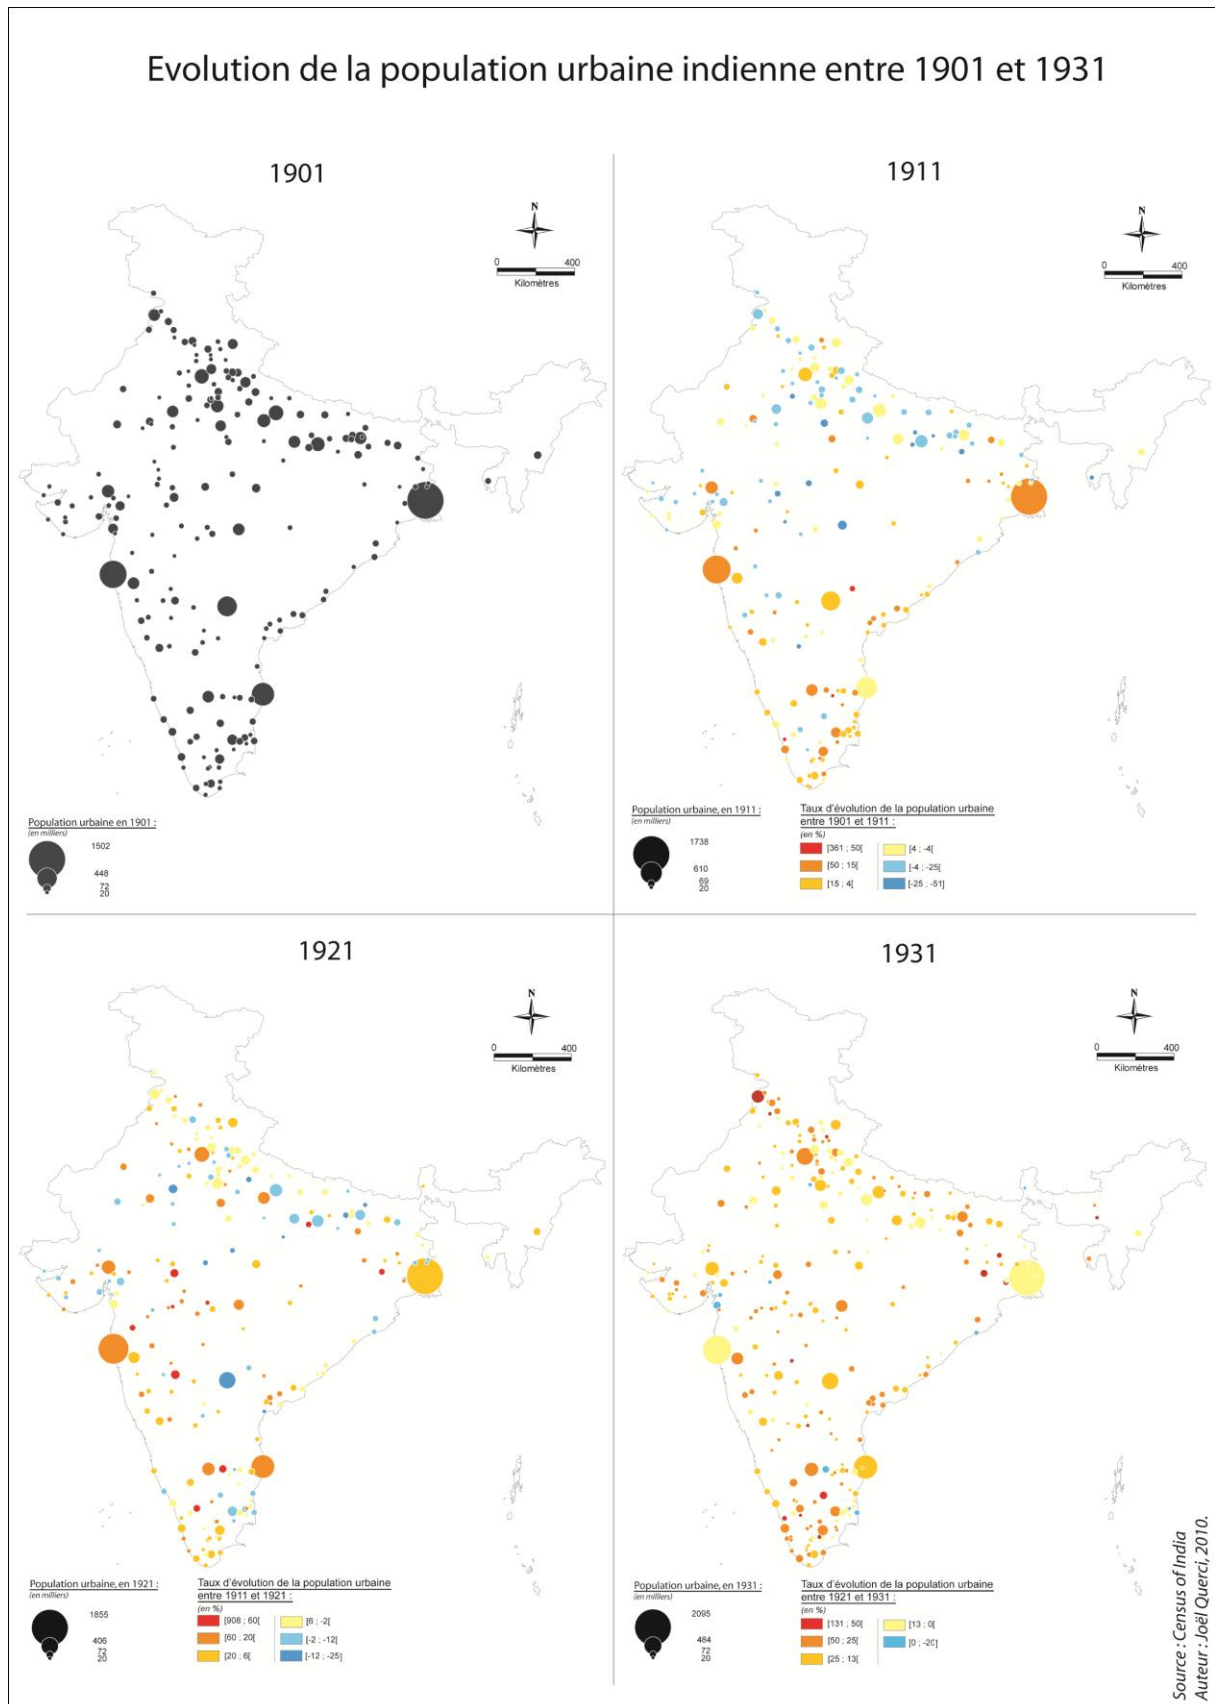 Evolution de la population urbaine indienne entre 1901 et 1931
1901
N
0 400
Kilomètres
Population urbaine en 1901 :
(en milliers)
1502
448
72
20
1911
N
0 400
Kilomètres
Population urbaine, en 1911 :
(en milliers)
1738
610
69
20
Taux d'évolution de la population urbaine
entre 1901 et 1911 :
(en %)
[361 ; 50[
[50 ; 15[
[15 ; 4[
[4 ; -4[
[-4 ; -25[
[-25 ; -51]
1921
N
0 400
Kilomètres
Population urbaine, en 1921 :
(en milliers)
1855
406
72
20
Taux d'évolution de la population urbaine
entre 1911 et 1921 :
(en %)
[908 ; 60[
[60 ; 20[
[20 ; 6[
[6 ; -2[
[-2 ; -12[
[-12 ; -25]
1931
N
0 400
Kilomètres
Population urbaine, en 1931 :
(en milliers)
2095
484
72
20
Taux d'évolution de la population urbaine
entre 1921 et 1931 :
(en %)
[131 ; 50[
[50 ; 25[
[25 ; 13[
[13 ; 0[
[0 ; -20[
Source : Census of India
Auteur : Joël Querci, 2010.